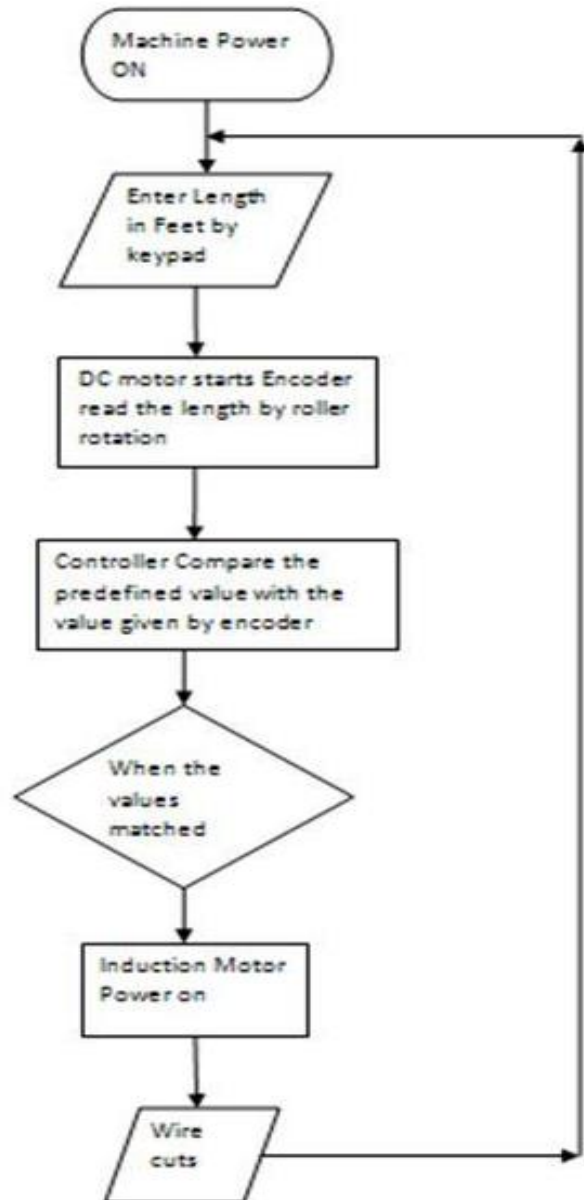 Machine Power
ON
Enter Length
in Feet by
keypad
DC motor starts Encoder
read the length by roller
rotation
Controller Compare the
predefined value with the
value given by encoder
When the
values
matched
Induction Motor
Power on
Wire
cuts